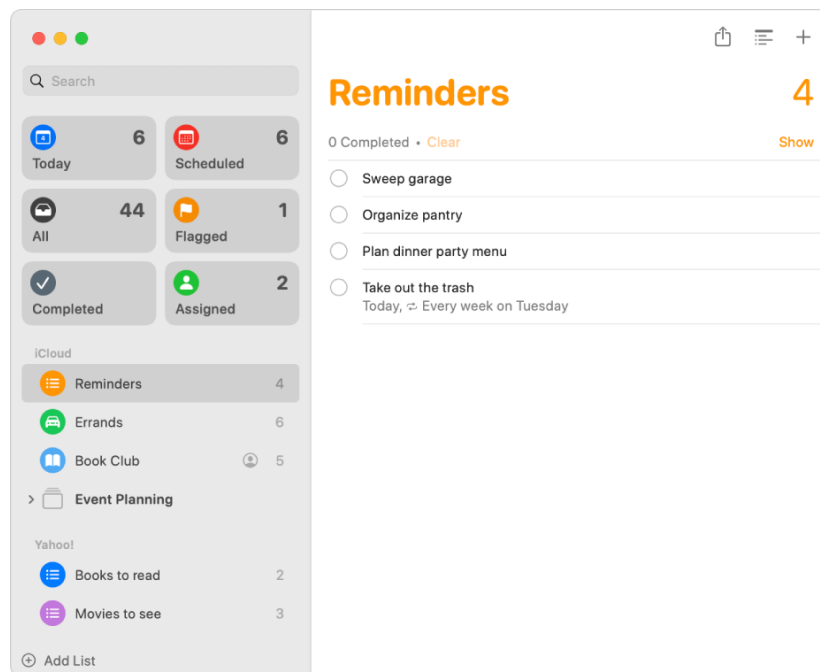 Search
6
Today
6
Scheduled
44
All
1
Flagged
Completed
2
Assigned
iCloud
Reminders 4
Errands 6
Book Club 5
Event Planning
Yahoo!
Books to read 2
Movies to see 3
Add List
Reminders 4
0 Completed • Clear Show
Sweep garage
Organize pantry
Plan dinner party menu
Take out the trash
Today, Every week on Tuesday